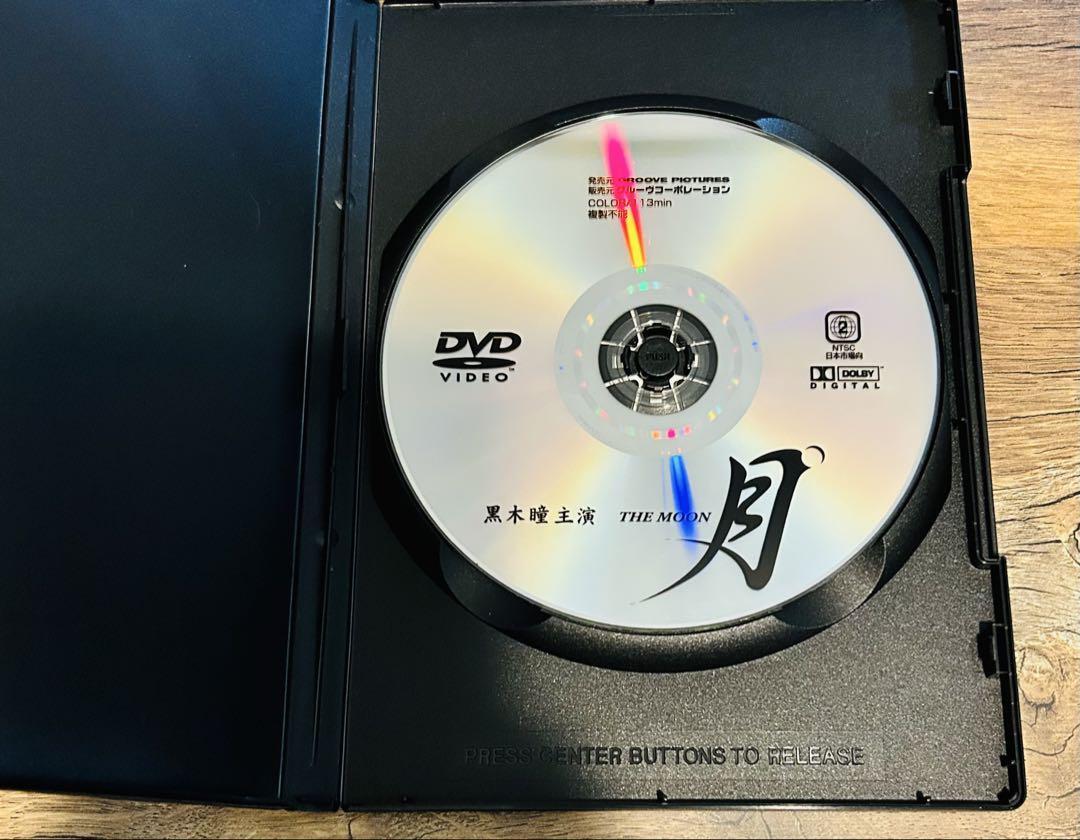 発売元 GROOVE PICTURES
販売元 グルーヴコーポレーション
COLOR/113min
複製不能
DVD
VIDEO
TM
PUSH
2
NTSC
日本市場向
DOLBY
DIGITAL
黒木瞳主演 THE MOON 月
PRESS CENTER BUTTONS TO RELEASE